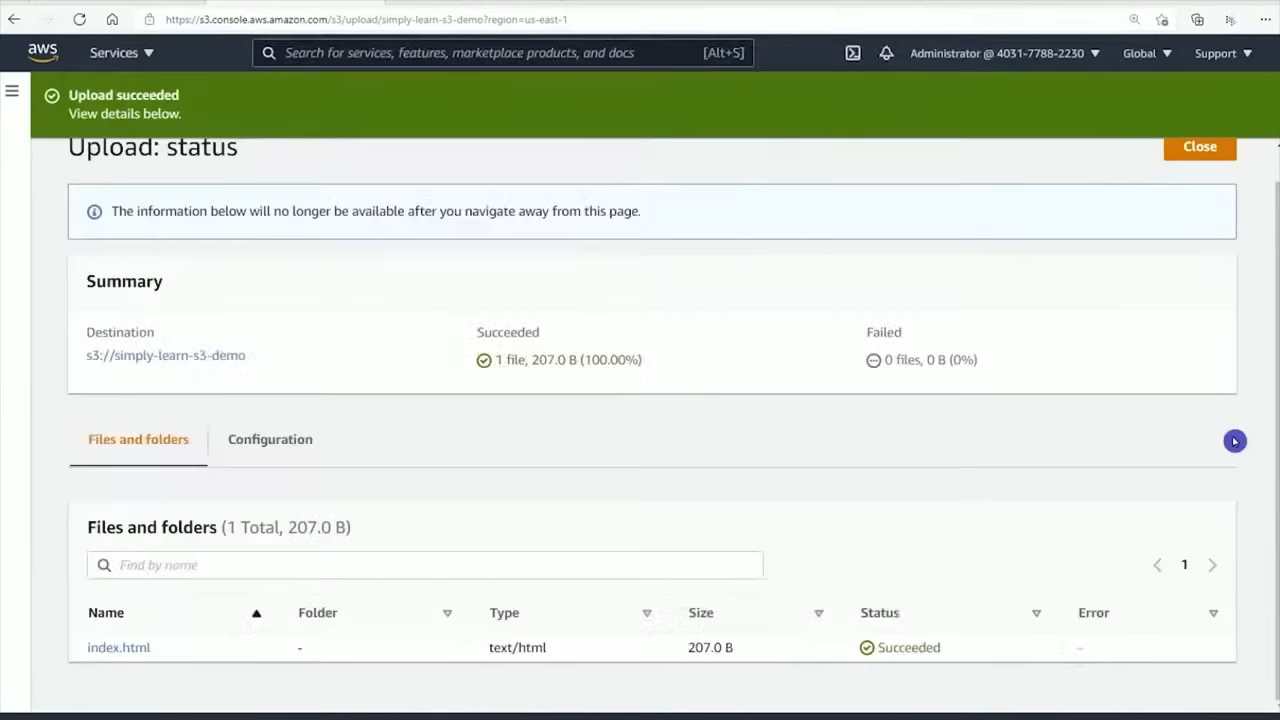 https://s3.console.aws.amazon.com/s3/upload/simply-learn-s3-demo?region=us-east-1
aws Services Search for services, features, marketplace products, and docs [Alt+S] Administrator @ 4031-7788-2230 Global Support
Upload succeeded
View details below.
Upload: status Close
The information below will no longer be available after you navigate away from this page.
Summary
Destination Succeeded Failed
s3://simply-learn-s3-demo 1 file, 207.0 B (100.00%) 0 files, 0 B (0%)
Files and folders Configuration
Files and folders (1 Total, 207.0 B)
Find by name 1
Name Folder Type Size Status Error
index.html - text/html 207.0 B Succeeded -